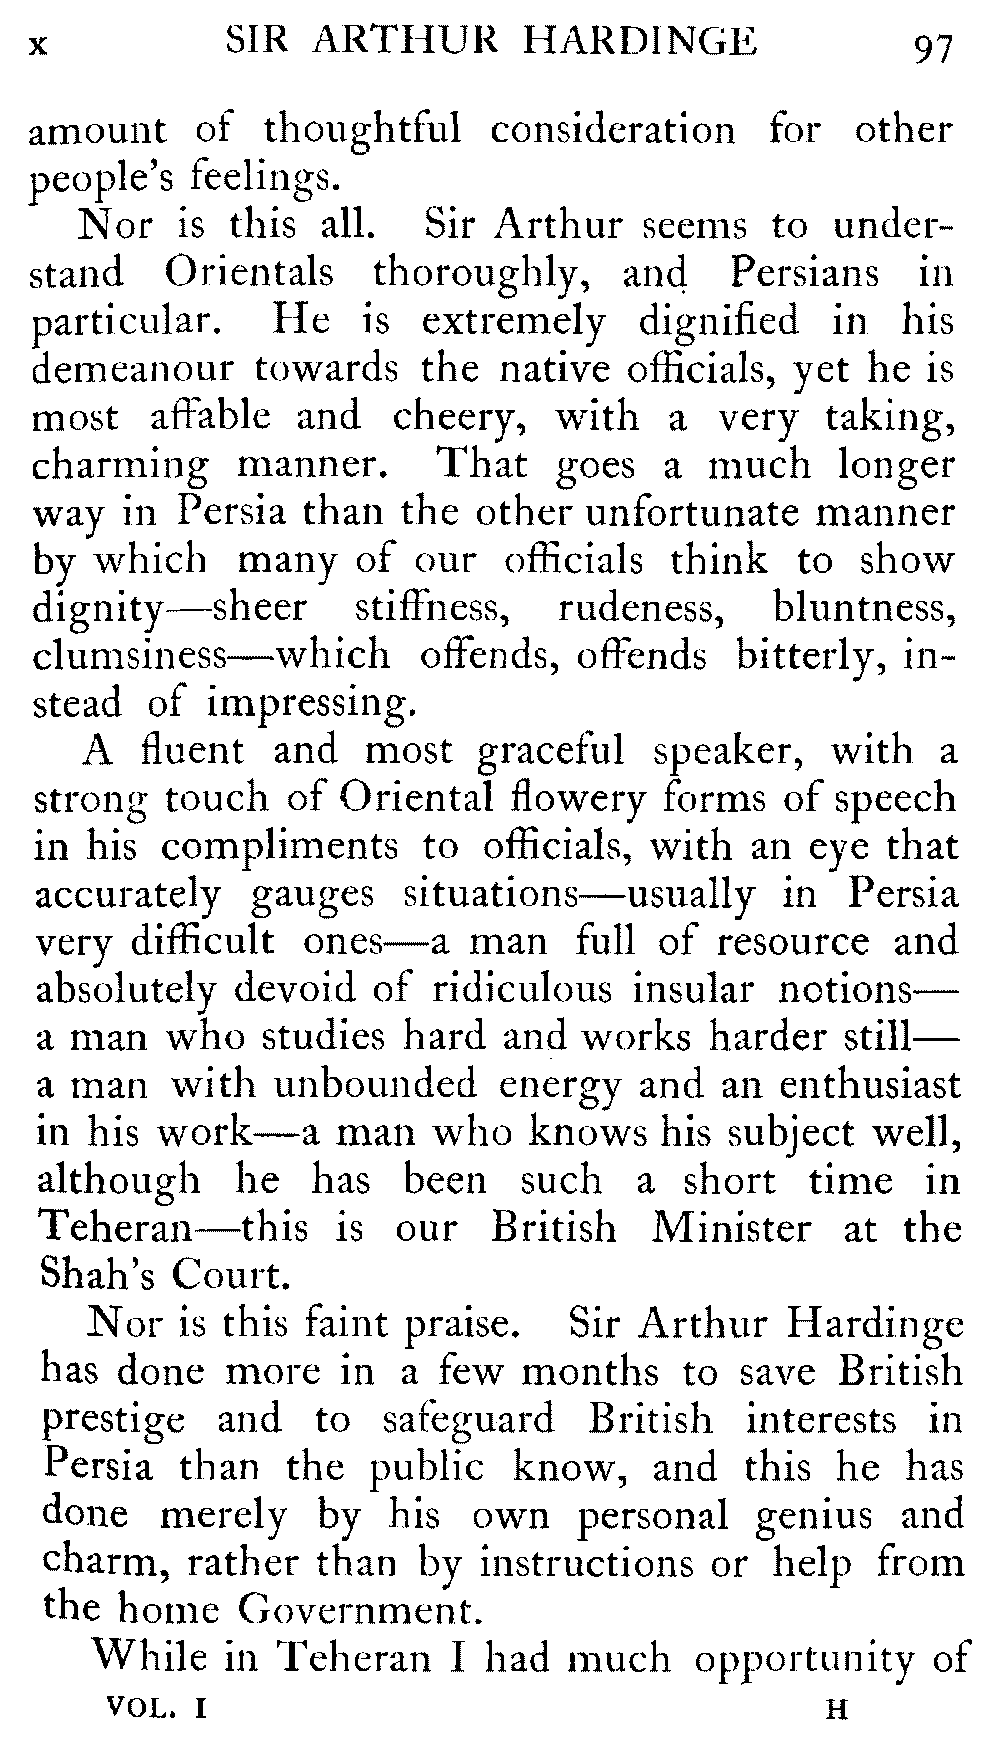 x SIR ARTHUR HARDINGE 97
amount of thoughtful consideration for other
people's feelings.
Nor is this all. Sir Arthur seems to under-
stand Orientals thoroughly, and Persians in
particular. He is extremely dignified in his
demeanour towards the native officials, yet he is
most affable and cheery, with a very taking,
charming manner. That goes a much longer
way in Persia than the other unfortunate manner
by which many of our officials think to show
dignity—sheer stiffness, rudeness, bluntness,
clumsiness—which offends, offends bitterly, in-
stead of impressing.
A fluent and most graceful speaker, with a
strong touch of Oriental flowery forms of speech
in his compliments to officials, with an eye that
accurately gauges situations—usually in Persia
very difficult ones—a man full of resource and
absolutely devoid of ridiculous insular notions—
a man who studies hard and works harder still—
a man with unbounded energy and an enthusiast
in his work—a man who knows his subject well,
although he has been such a short time in
Teheran—this is our British Minister at the
Shah's Court.
Nor is this faint praise. Sir Arthur Hardinge
has done more in a few months to save British
prestige and to safeguard British interests in
Persia than the public know, and this he has
done merely by his own personal genius and
charm, rather than by instructions or help from
the home Government.
While in Teheran I had much opportunity of
VOL. I H